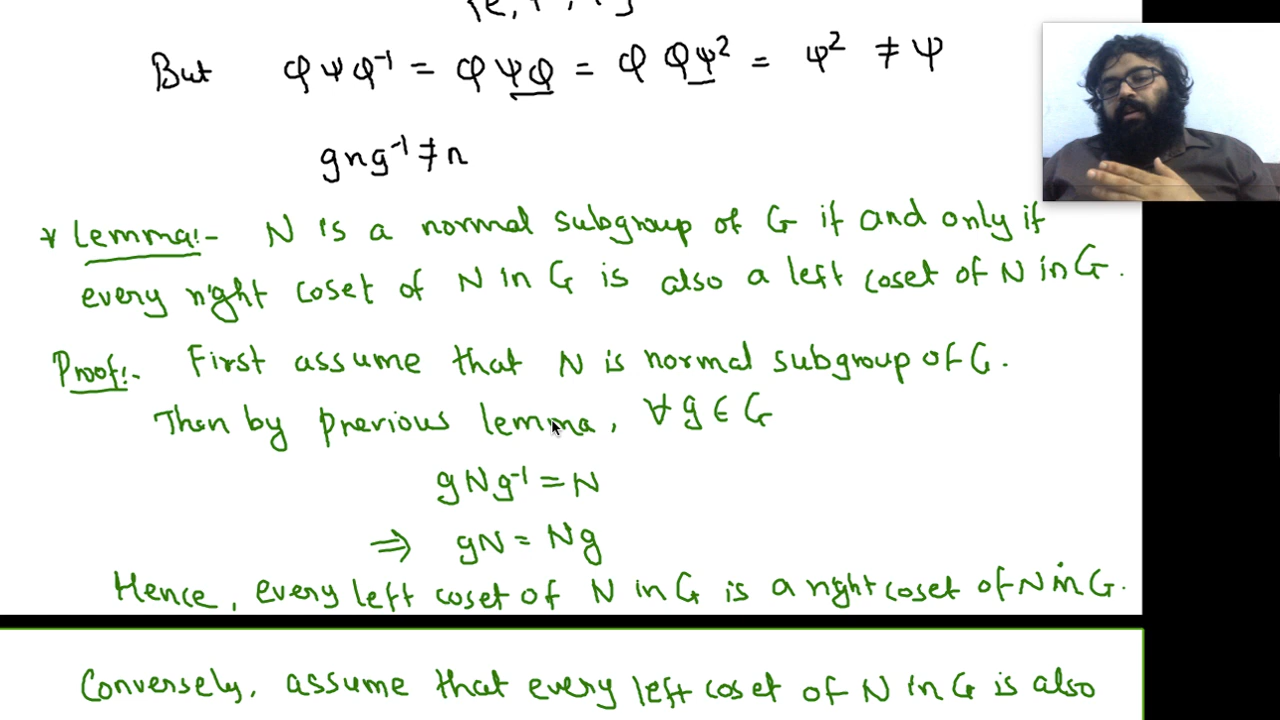 But φψφ⁻¹ = φψφ = φφψ² = ψ² ≠ ψ
gng⁻¹ ≠ n
* Lemma:- N is a normal subgroup of G if and only if
every right coset of N in G is also a left coset of N in G.
Proof:- First assume that N is normal subgroup of G.
Then by previous lemma, ∀ g ∈ G
gNg⁻¹ = N
⇒ gN = Ng
Hence, every left coset of N in G is a right coset of N in G.
Conversely, assume that every left coset of N in G is also